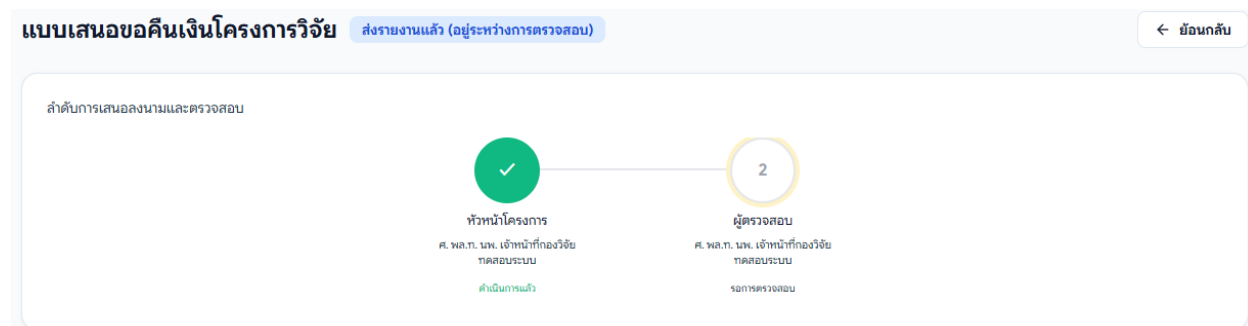 แบบเสนอขอคืนเงินโครงการวิจัย
ส่งรายงานแล้ว (อยู่ระหว่างการตรวจสอบ)
← ย้อนกลับ
ลำดับการเสนอลงนามและตรวจสอบ
2
หัวหน้าโครงการ
ศ. พล.ท. นพ. เจ้าหน้าที่กองวิจัย
ทดสอบระบบ
ดำเนินการแล้ว
ผู้ตรวจสอบ
ศ. พล.ท. นพ. เจ้าหน้าที่กองวิจัย
ทดสอบระบบ
รอการตรวจสอบ